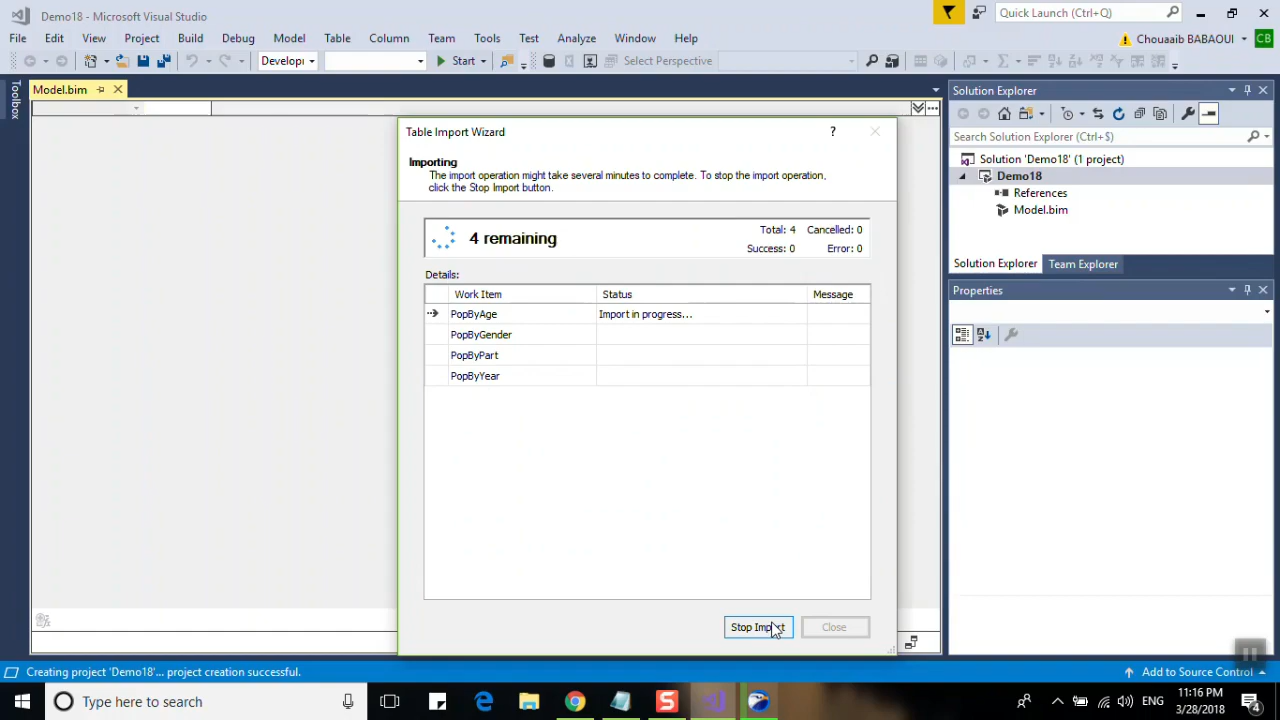 Demo18 - Microsoft Visual Studio
Quick Launch (Ctrl+Q)
File Edit View Project Build Debug Model Table Column Team Tools Test Analyze Window Help
Chouaaib BABAOUI CB
Start
Select Perspective
Toolbox
Model.bim
Solution Explorer
Search Solution Explorer (Ctrl+$)
Solution 'Demo18' (1 project)
Demo18
References
Model.bim
Solution Explorer Team Explorer
Properties
Table Import Wizard
?
Importing
The import operation might take several minutes to complete. To stop the import operation,
click the Stop Import button.
4 remaining
Total: 4 Cancelled: 0
Success: 0 Error: 0
Details:
Work Item Status Message
PopByAge Import in progress...
PopByGender
PopByPart
PopByYear
Close
Creating project 'Demo18'... project creation successful.
Add to Source Control
Type here to search
ENG
11:16 PM
3/28/2018
4